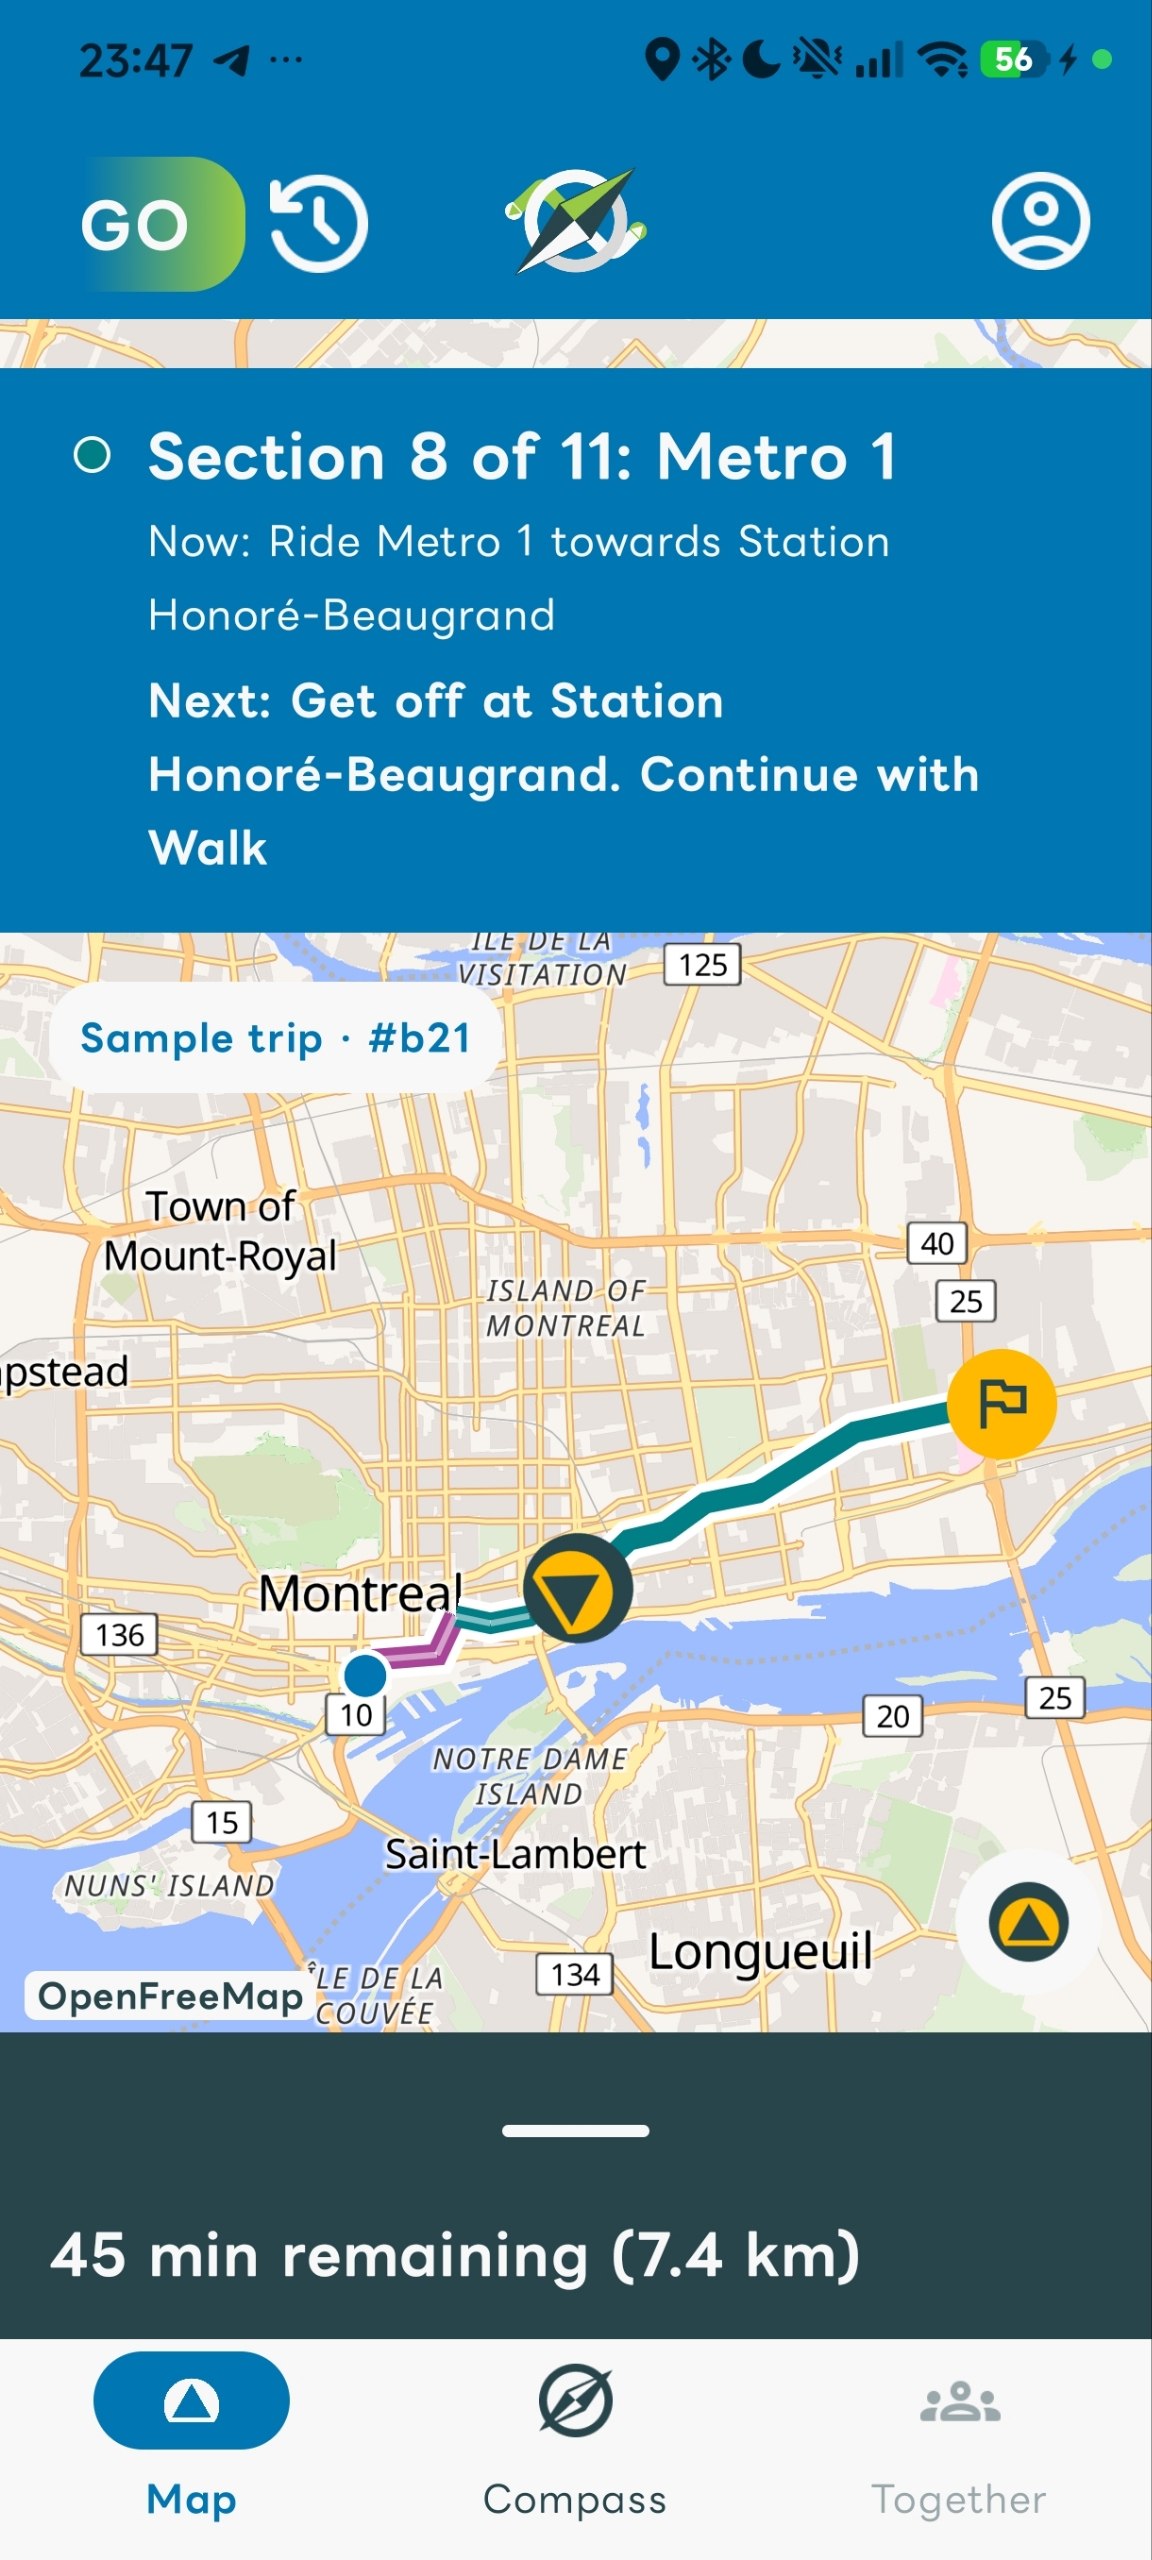 23:47
56
GO
Section 8 of 11: Metro 1
Now: Ride Metro 1 towards Station
Honoré-Beaugrand
Next: Get off at Station
Honoré-Beaugrand. Continue with
Walk
ILE DE LA
VISITATION
125
Sample trip · #b21
Town of
Mount-Royal
40
ISLAND OF
MONTREAL
25
pstead
Montreal
136
10
25
20
NOTRE DAME
ISLAND
15
Saint-Lambert
NUNS' ISLAND
Longueuil
134
ÎLE DE LA
COUVÉE
OpenFreeMap
45 min remaining (7.4 km)
Map
Compass
Together